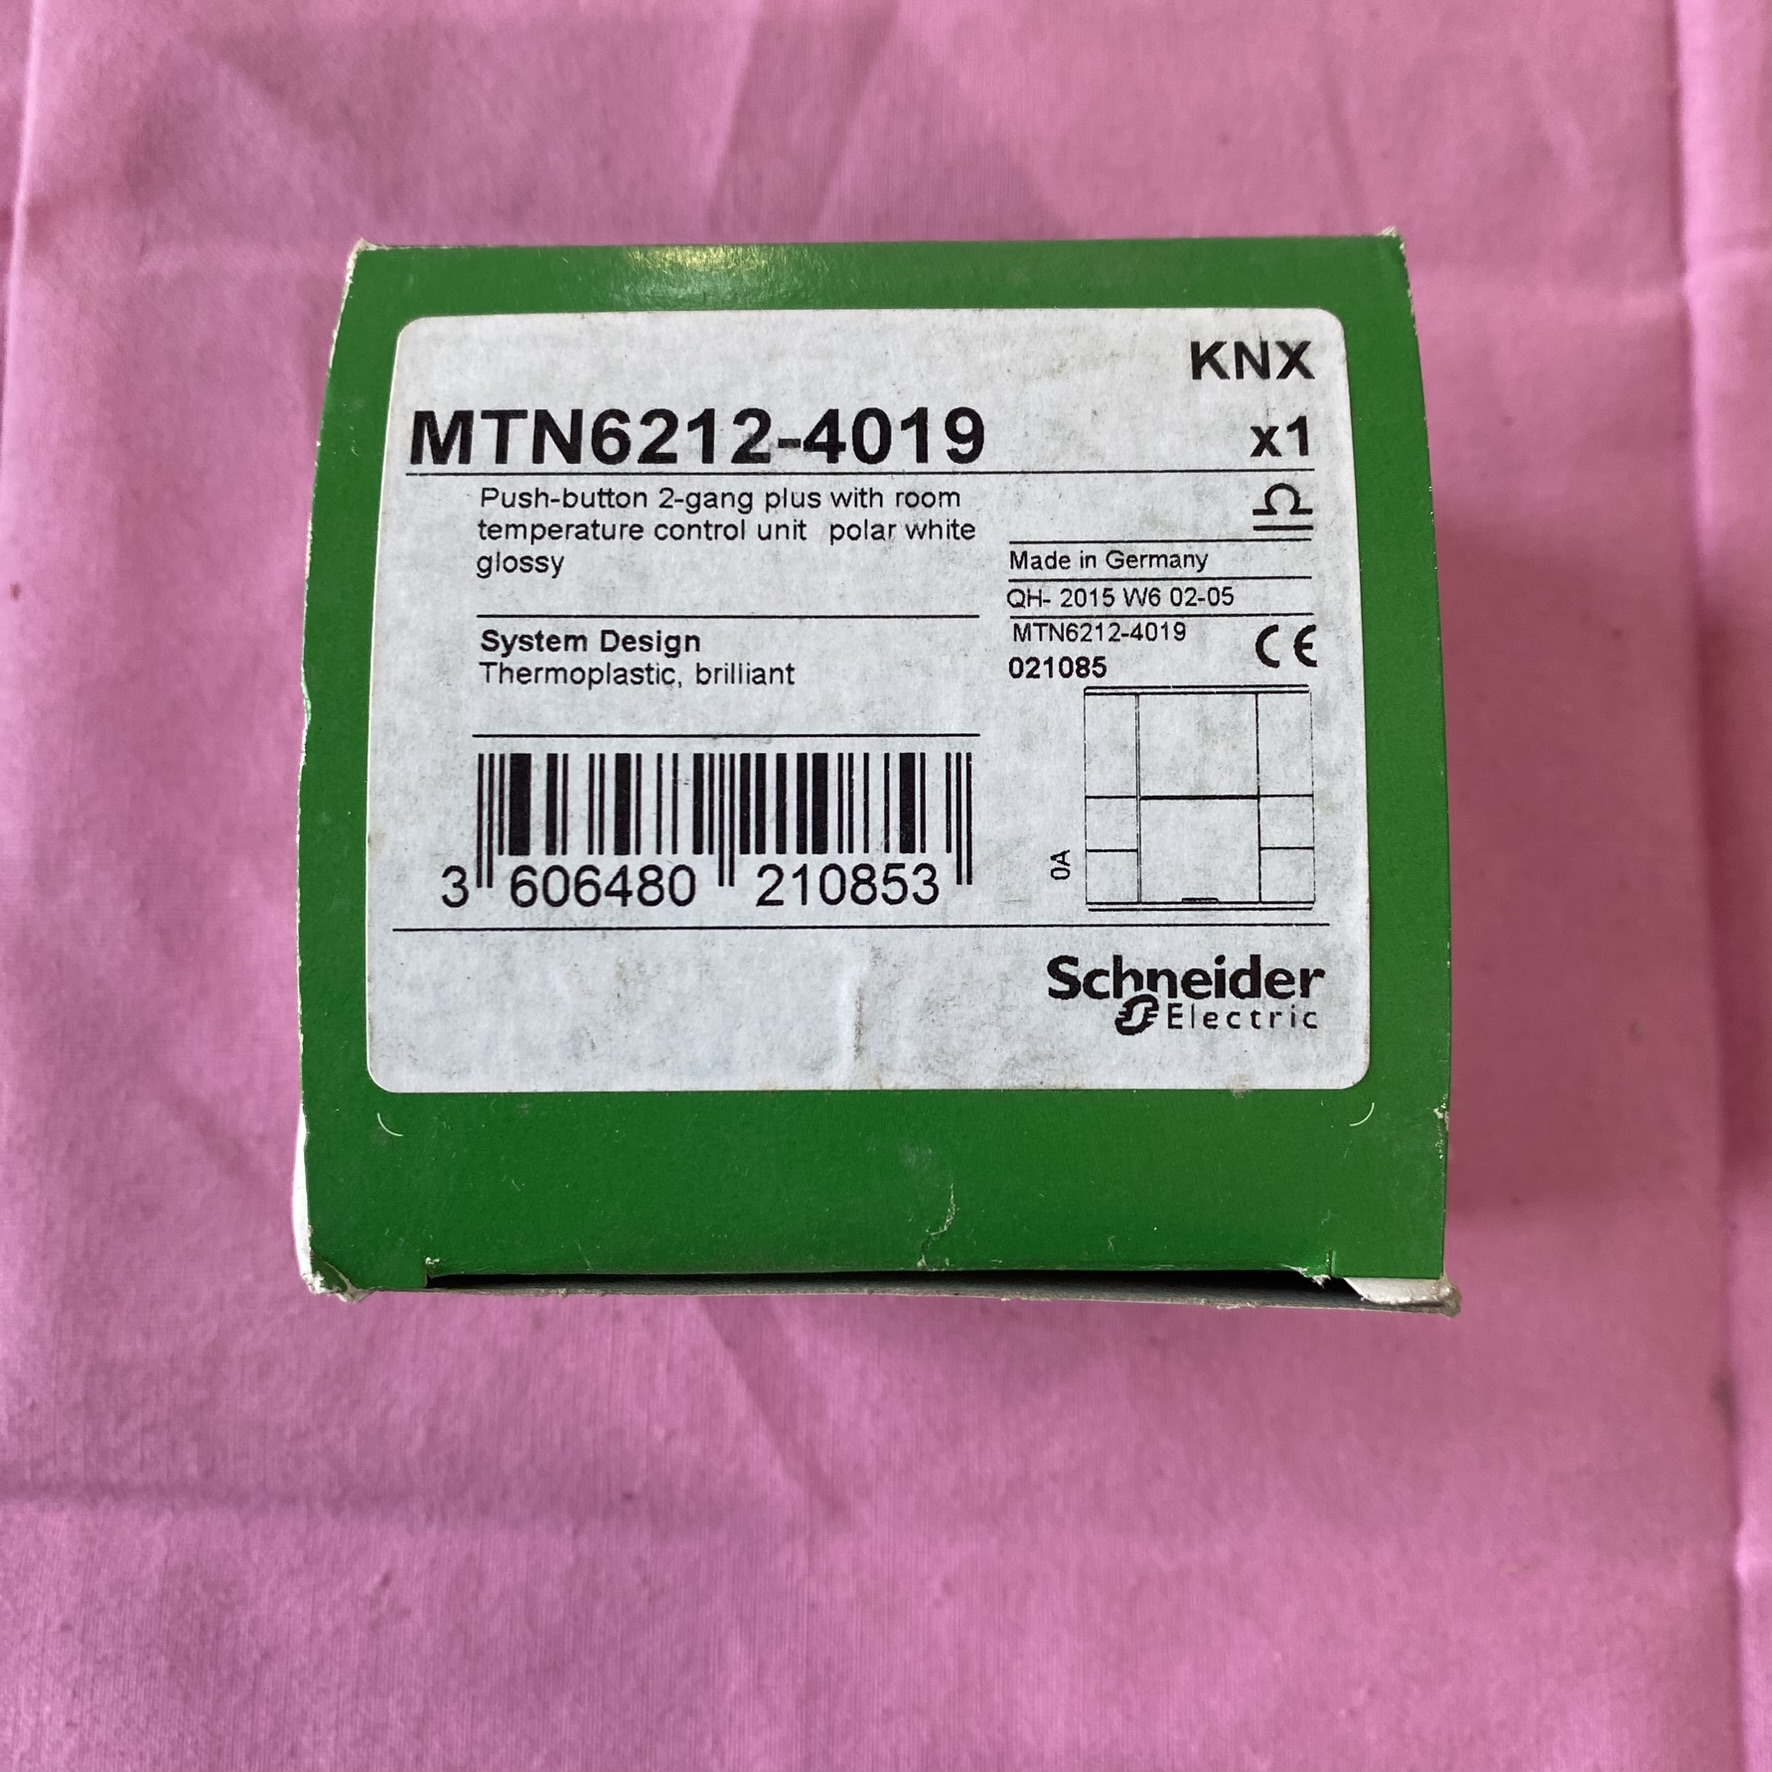 KNX
MTN6212-4019
x1
Push-button 2-gang plus with room
temperature control unit polar white
glossy
Made in Germany
QH- 2015 W6 02-05
System Design
Thermoplastic, brilliant
MTN6212-4019
CE
021085
0A
3 606480 210853
Schneider
Electric